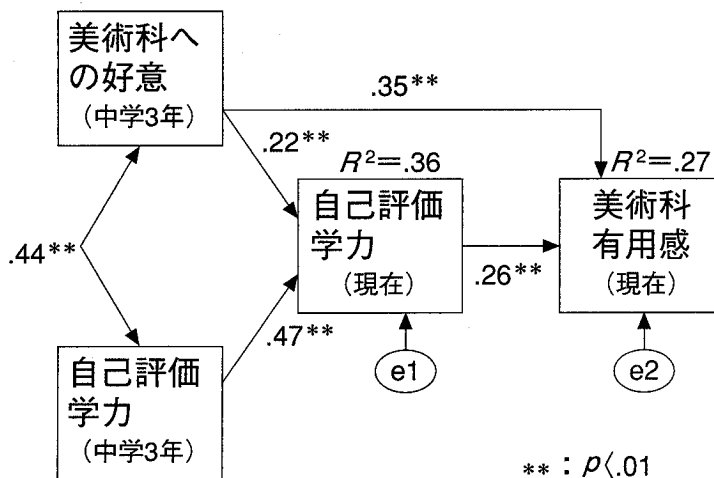 美術科へ
の好意
（中学3年）
.35**
.22**
R²=.36
R²=.27
自己評価
学力
（現在）
美術科
有用感
（現在）
.44**
.26**
.47**
自己評価
学力
（中学3年）
e1
e2
**：p〈.01